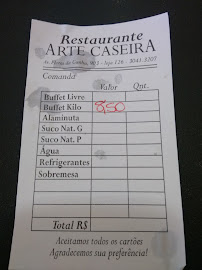 Restaurante
ARTE CASEIRA
Comanda
Valor Qnt.
Buffet Livre
Buffet Kilo 8,50
Alaminuta
Suco Nat. G
Suco Nat. P
Água
Refrigerantes
Sobremesa
Total R$
Aceitamos todos os cartões
Agradecemos sua preferência!